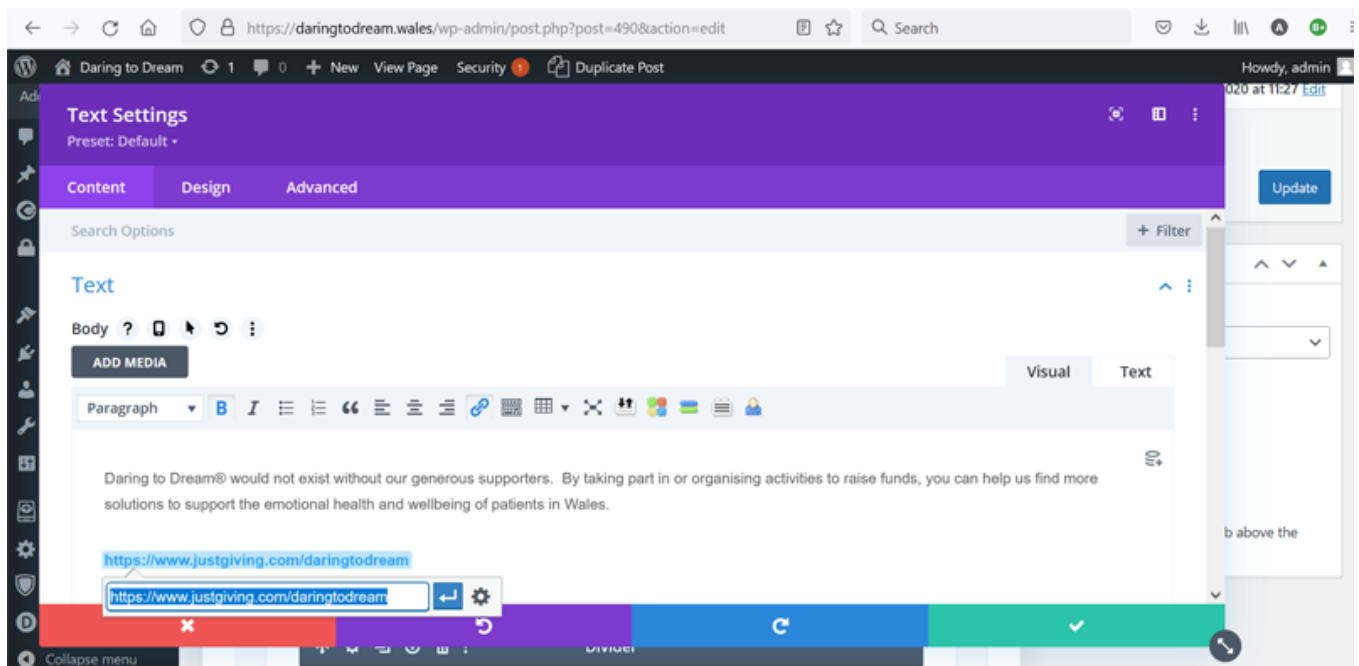 https://daringtodream.wales/wp-admin/post.php?post=490&action=edit
Search
Daring to Dream 1 0 + New View Page Security 1 Duplicate Post Howdy, admin
020 at 11:27 Edit
Text Settings
Preset: Default
Content Design Advanced
Update
Search Options
+ Filter
Text
Body
ADD MEDIA
Visual Text
Paragraph B I
Daring to Dream® would not exist without our generous supporters. By taking part in or organising activities to raise funds, you can help us find more
solutions to support the emotional health and wellbeing of patients in Wales.
b above the
https://www.justgiving.com/daringtodream
https://www.justgiving.com/daringtodream
Divider
Collapse menu